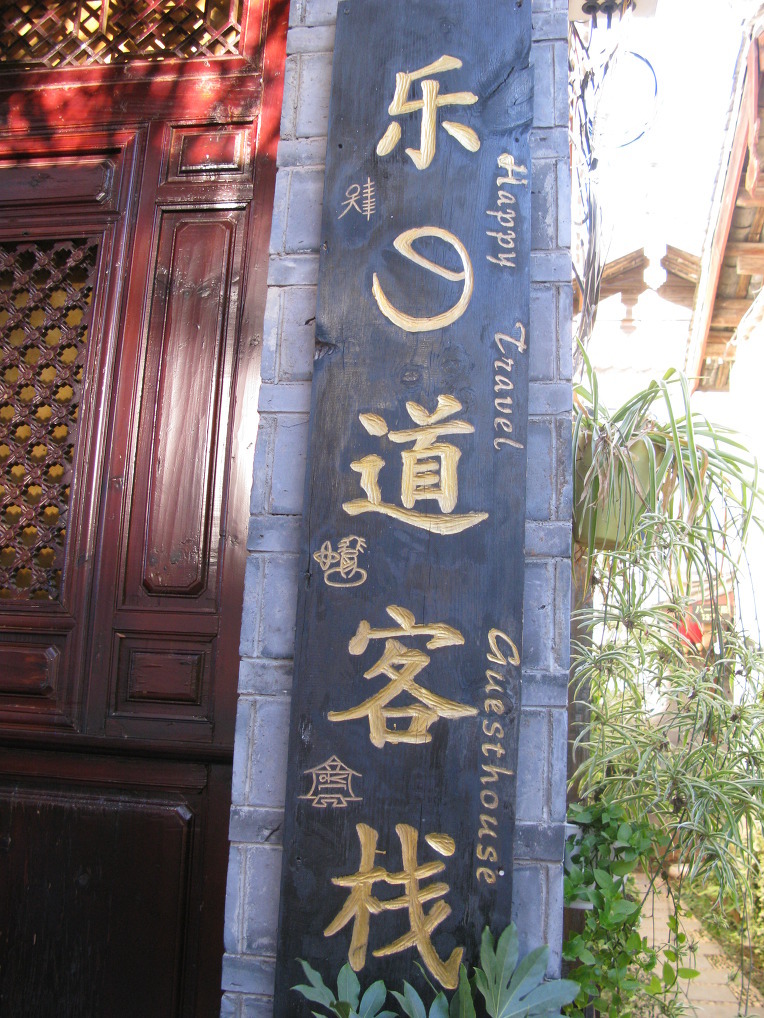 乐の道客栈
Happy Travel Guesthouse